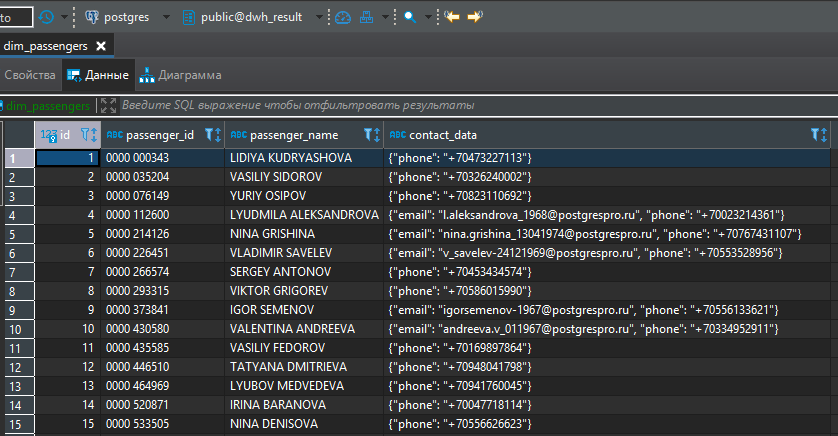 to postgres public@dwh_result
dim_passengers
Свойства Данные Диаграмма
dim_passengers Введите SQL выражение чтобы отфильтровать результаты
123 id ABC passenger_id ABC passenger_name ABC contact_data
1 1 0000 000343 LIDIYA KUDRYASHOVA {"phone": "+70473227113"}
2 2 0000 035204 VASILIY SIDOROV {"phone": "+70326240002"}
3 3 0000 076149 YURIY OSIPOV {"phone": "+70823110692"}
4 4 0000 112600 LYUDMILA ALEKSANDROVA {"email": "l.aleksandrova_1968@postgrespro.ru", "phone": "+70023214361"}
5 5 0000 214126 NINA GRISHINA {"email": "nina.grishina_13041974@postgrespro.ru", "phone": "+70767431107"}
6 6 0000 226451 VLADIMIR SAVELEV {"email": "v_savelev-24121969@postgrespro.ru", "phone": "+70553528956"}
7 7 0000 266574 SERGEY ANTONOV {"phone": "+70453434574"}
8 8 0000 293315 VIKTOR GRIGOREV {"phone": "+70586015990"}
9 9 0000 373841 IGOR SEMENOV {"email": "igorsemenov-1967@postgrespro.ru", "phone": "+70556133621"}
10 10 0000 430580 VALENTINA ANDREEVA {"email": "andreeva.v_011967@postgrespro.ru", "phone": "+70334952911"}
11 11 0000 435585 VASILIY FEDOROV {"phone": "+70169897864"}
12 12 0000 446510 TATYANA DMITRIEVA {"phone": "+70948041798"}
13 13 0000 464969 LYUBOV MEDVEDEVA {"phone": "+70941760045"}
14 14 0000 520871 IRINA BARANOVA {"phone": "+70047718114"}
15 15 0000 533505 NINA DENISOVA {"phone": "+70556626623"}